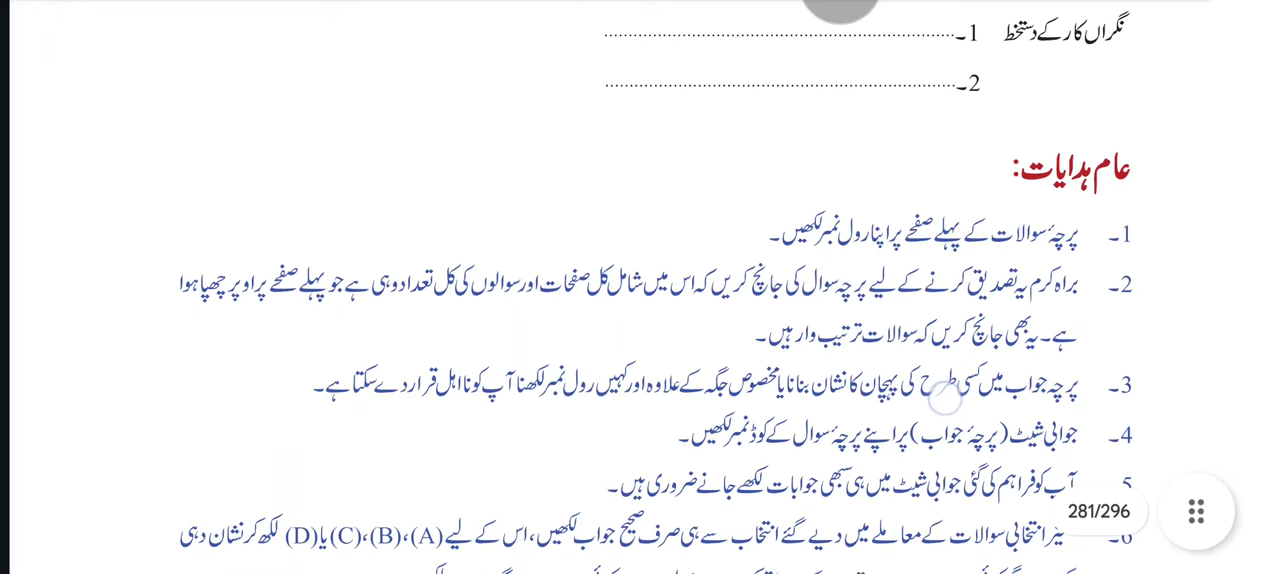 نگراں کار کے دستخط 1۔......................................................................
2۔......................................................................
عام ہدایات:
1۔ پرچۂ سوالات کے پہلے صفحے پر اپنا رول نمبر لکھیں۔
2۔ براہ کرم یہ تصدیق کرنے کے لیے پرچہ سوال کی جانچ کریں کہ اس میں شامل کل صفحات اور سوالوں کی کل تعداد وہی ہے جو پہلے صفحے پر اوپر چھپا ہوا
ہے۔ یہ بھی جانچ کریں کہ سوالات ترتیب وار ہیں۔
3۔ پرچہ جواب میں کسی طرح کی پہچان کا نشان بنانا یا مخصوص جگہ کے علاوہ اور کہیں رول نمبر لکھنا آپ کو نا اہل قرار دے سکتا ہے۔
4۔ جوابی شیٹ (پرچۂ جواب) پر اپنے پرچۂ سوال کے کوڈ نمبر لکھیں۔
5 آپ کو فراہم کی گئی جوابی شیٹ میں ہی سبھی جوابات لکھے جانے ضروری ہیں۔
281/296
6۔ انتخابی سوالات کے معاملے میں دیے گئے انتخاب سے ہی صرف صحیح جواب لکھیں، اس کے لیے (A)، (B)، (C) یا (D) لکھ کر نشان دہی